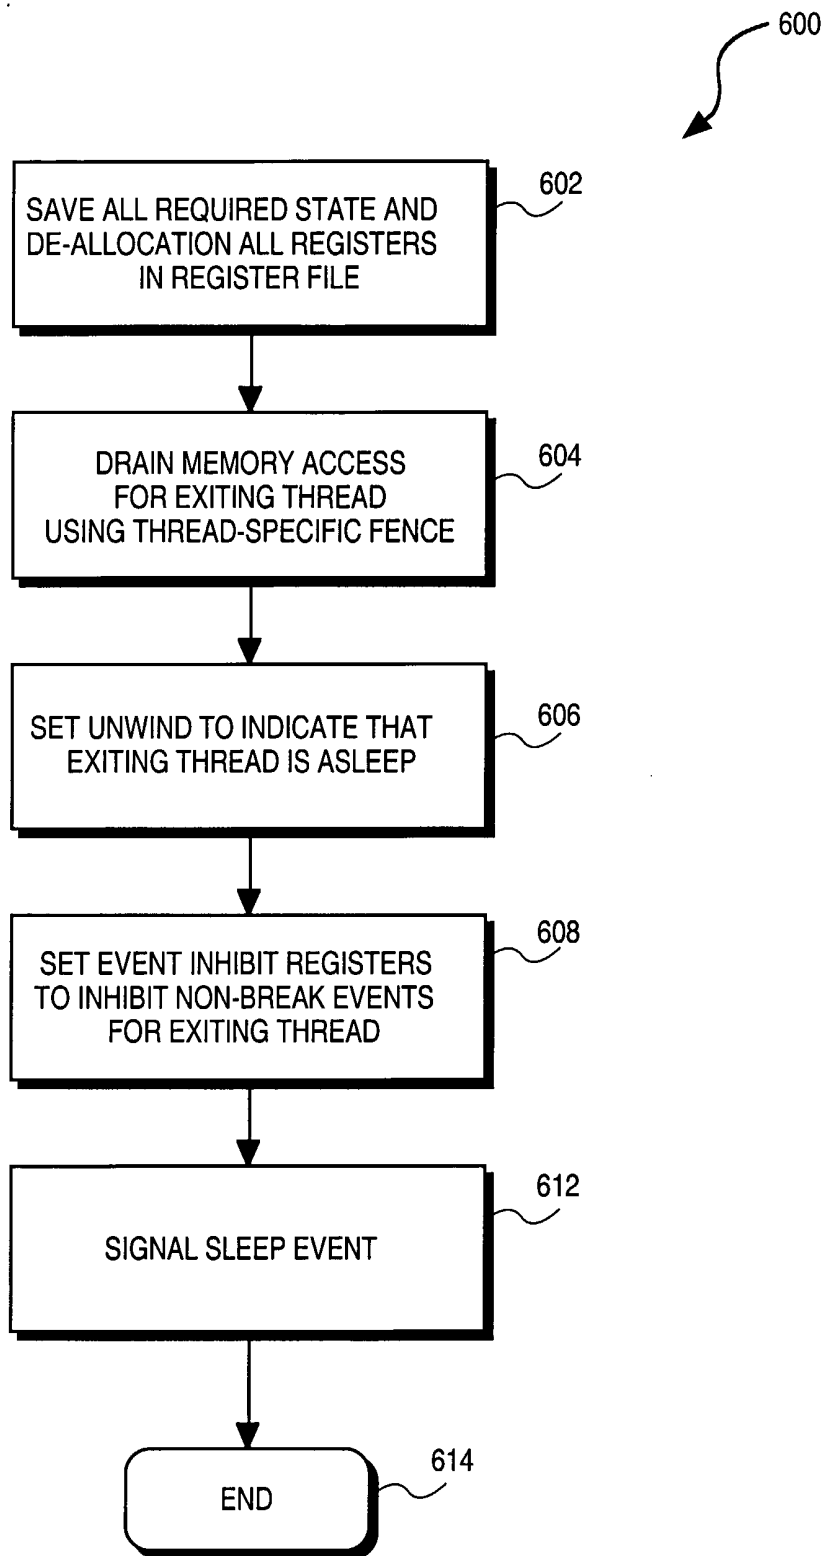 600
602
SAVE ALL REQUIRED STATE AND
DE-ALLOCATION ALL REGISTERS
IN REGISTER FILE
604
DRAIN MEMORY ACCESS
FOR EXITING THREAD
USING THREAD-SPECIFIC FENCE
606
SET UNWIND TO INDICATE THAT
EXITING THREAD IS ASLEEP
608
SET EVENT INHIBIT REGISTERS
TO INHIBIT NON-BREAK EVENTS
FOR EXITING THREAD
612
SIGNAL SLEEP EVENT
614
END